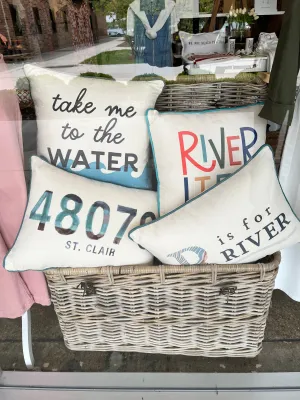 take me
to the
WATER
RIVER
48079
ST. CLAIR
is for
RIVER